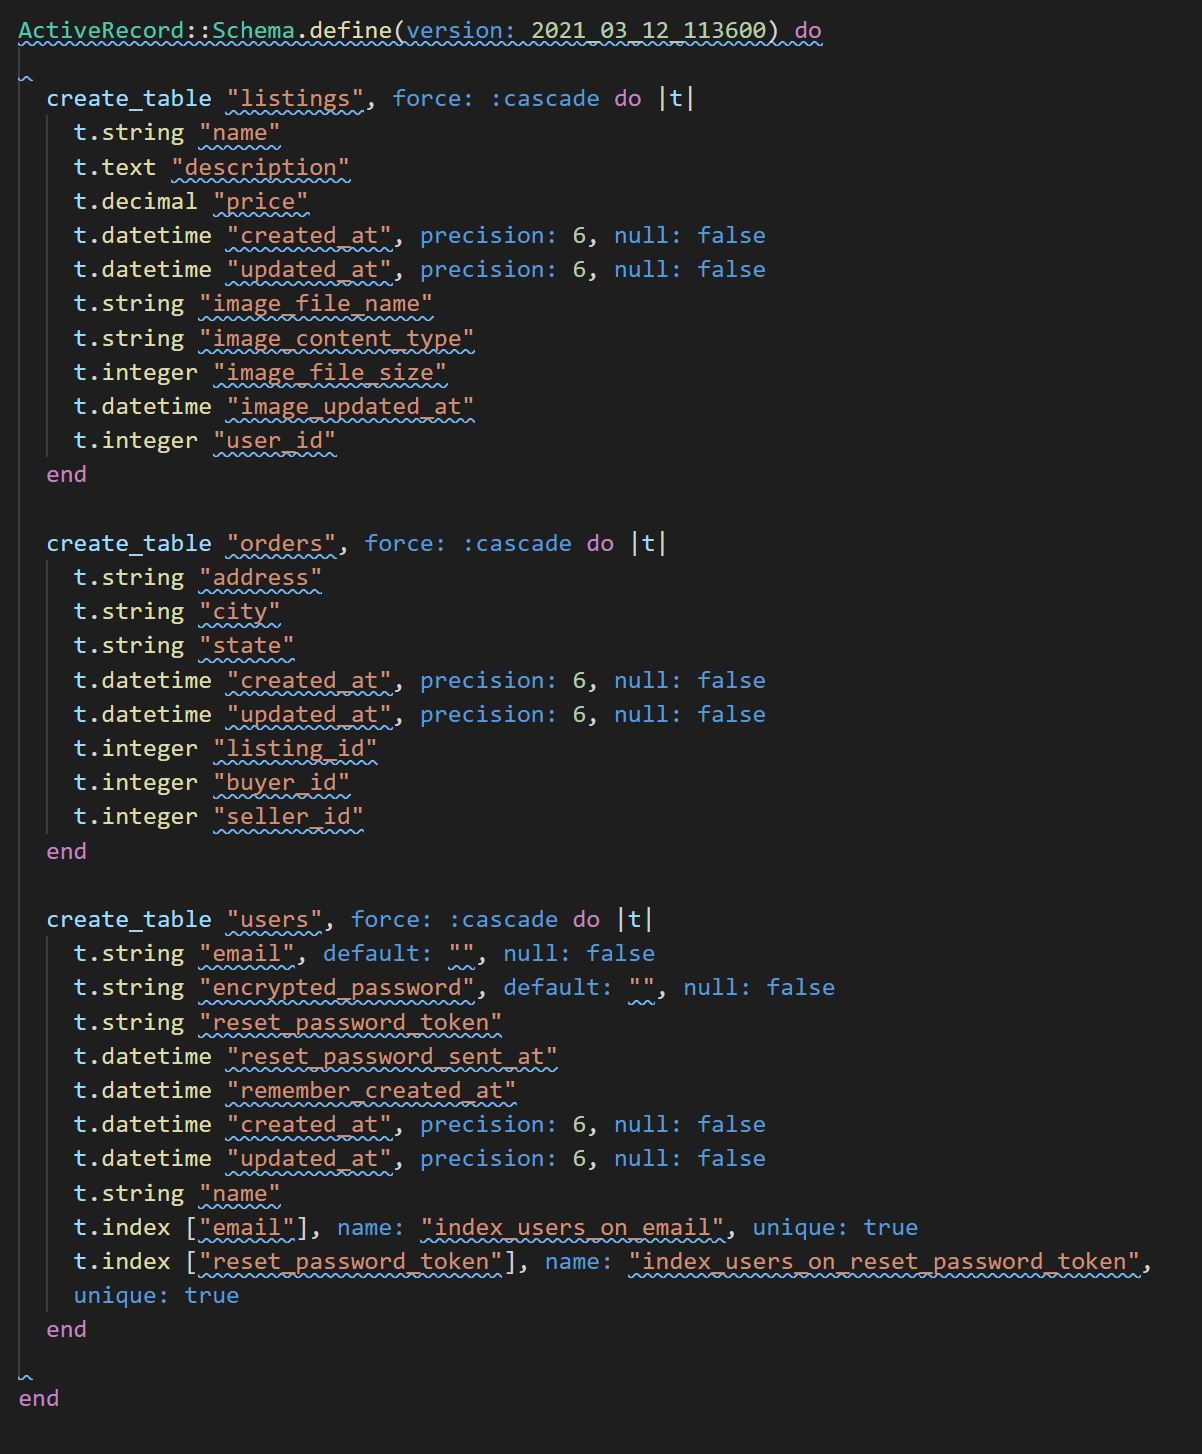 ActiveRecord::Schema.define(version: 2021_03_12_113600) do
create_table "listings", force: :cascade do |t|
t.string "name"
t.text "description"
t.decimal "price"
t.datetime "created_at", precision: 6, null: false
t.datetime "updated_at", precision: 6, null: false
t.string "image_file_name"
t.string "image_content_type"
t.integer "image_file_size"
t.datetime "image_updated_at"
t.integer "user_id"
end
create_table "orders", force: :cascade do |t|
t.string "address"
t.string "city"
t.string "state"
t.datetime "created_at", precision: 6, null: false
t.datetime "updated_at", precision: 6, null: false
t.integer "listing_id"
t.integer "buyer_id"
t.integer "seller_id"
end
create_table "users", force: :cascade do |t|
t.string "email", default: "", null: false
t.string "encrypted_password", default: "", null: false
t.string "reset_password_token"
t.datetime "reset_password_sent_at"
t.datetime "remember_created_at"
t.datetime "created_at", precision: 6, null: false
t.datetime "updated_at", precision: 6, null: false
t.string "name"
t.index ["email"], name: "index_users_on_email", unique: true
t.index ["reset_password_token"], name: "index_users_on_reset_password_token",
unique: true
end
end